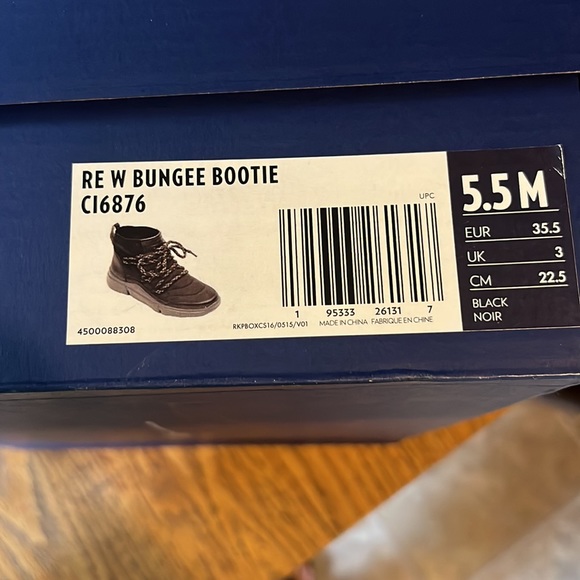 RE W BUNGEE BOOTIE
CI6876
UPC
1 95333 26131 7
4500088308
RKPBOXCS16/0515/V01 MADE IN CHINA FABRIQUE EN CHINE
5.5 M
EUR 35.5
UK 3
CM 22.5
BLACK
NOIR